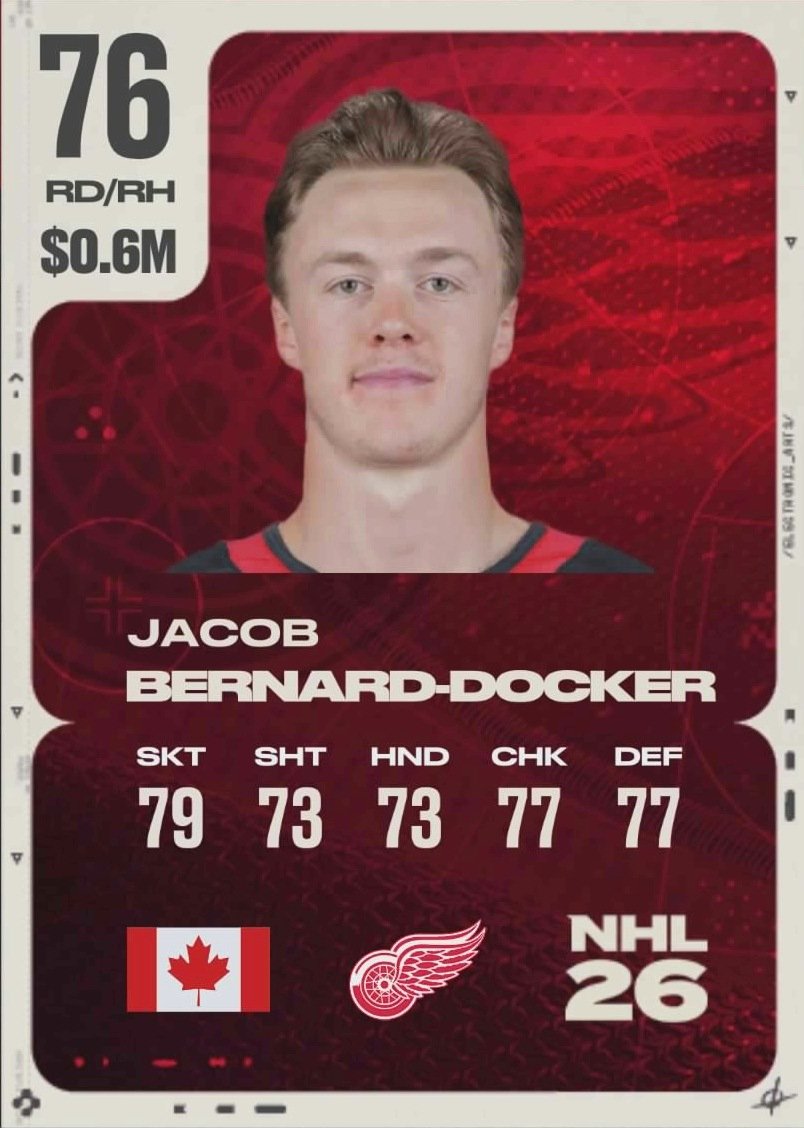 76
RD/RH
$0.6M
JACOB
BERNARD-DOCKER
SKT SHT HND CHK DEF
79 73 73 77 77
NHL
26